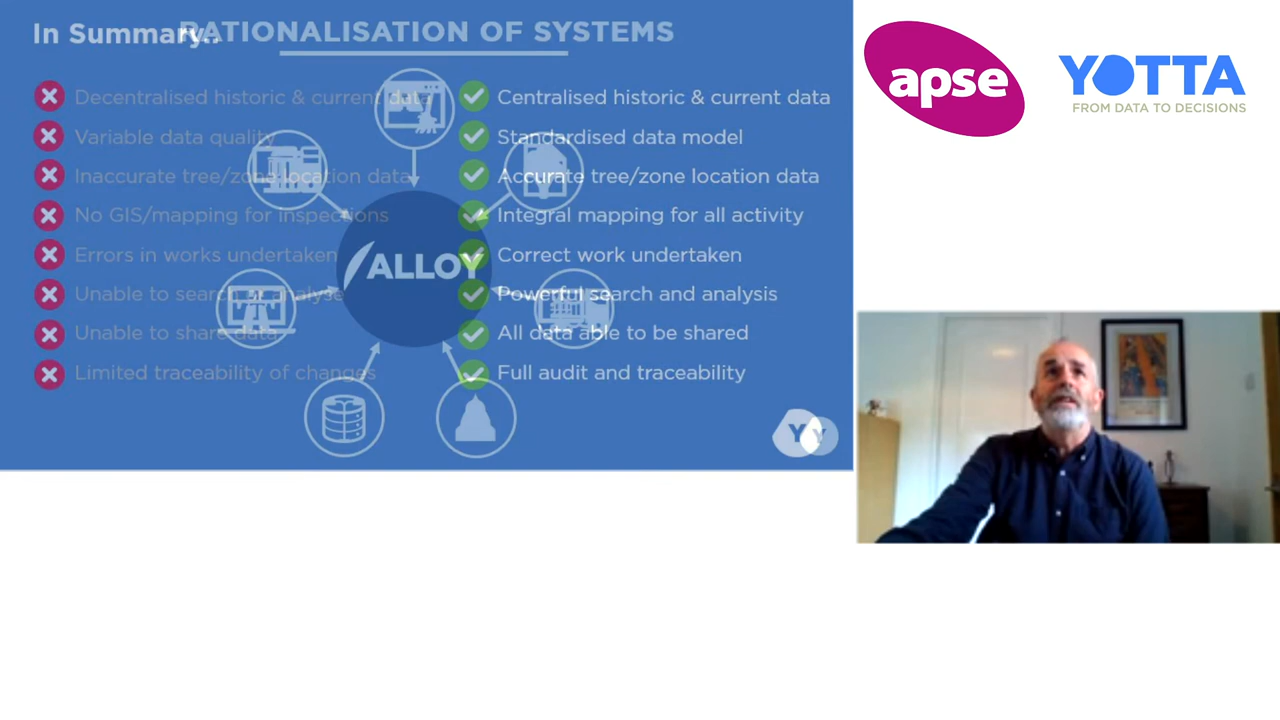 In Summary..
RATIONALISATION OF SYSTEMS
Decentralised historic & current data
Variable data quality
Inaccurate tree/zone location data
No GIS/mapping for inspections
Errors in works undertaken
Unable to search or analyse
Unable to share data
Limited traceability of changes
ALLOY
Centralised historic & current data
Standardised data model
Accurate tree/zone location data
Integral mapping for all activity
Correct work undertaken
Powerful search and analysis
All data able to be shared
Full audit and traceability
Y
Y
apse
YOTTA
FROM DATA TO DECISIONS